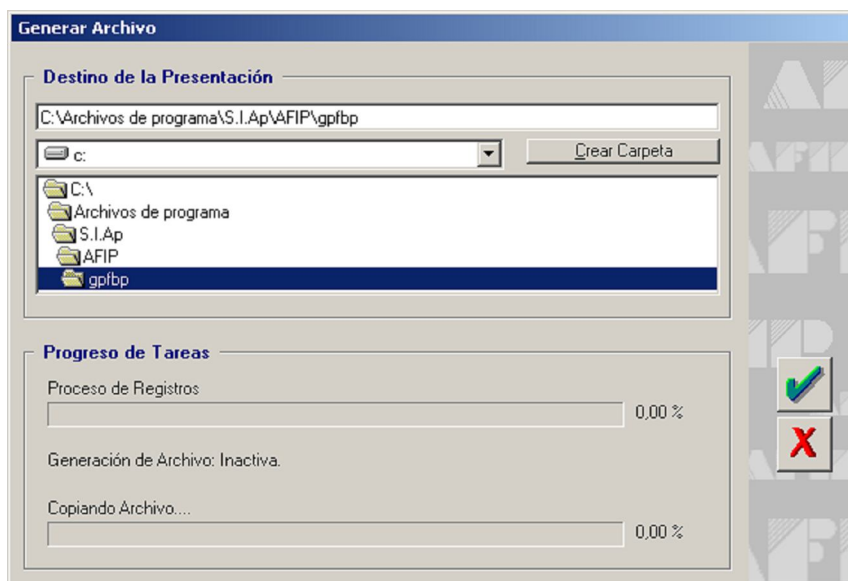 Generar Archivo
Destino de la Presentación
C:\Archivos de programa\S.I.Ap\AFIP\gpfbp
c:
Crear Carpeta
C:\
Archivos de programa
S.I.Ap
AFIP
gpfbp
Progreso de Tareas
Proceso de Registros
0,00 %
Generación de Archivo: Inactiva.
Copiando Archivo....
0,00 %